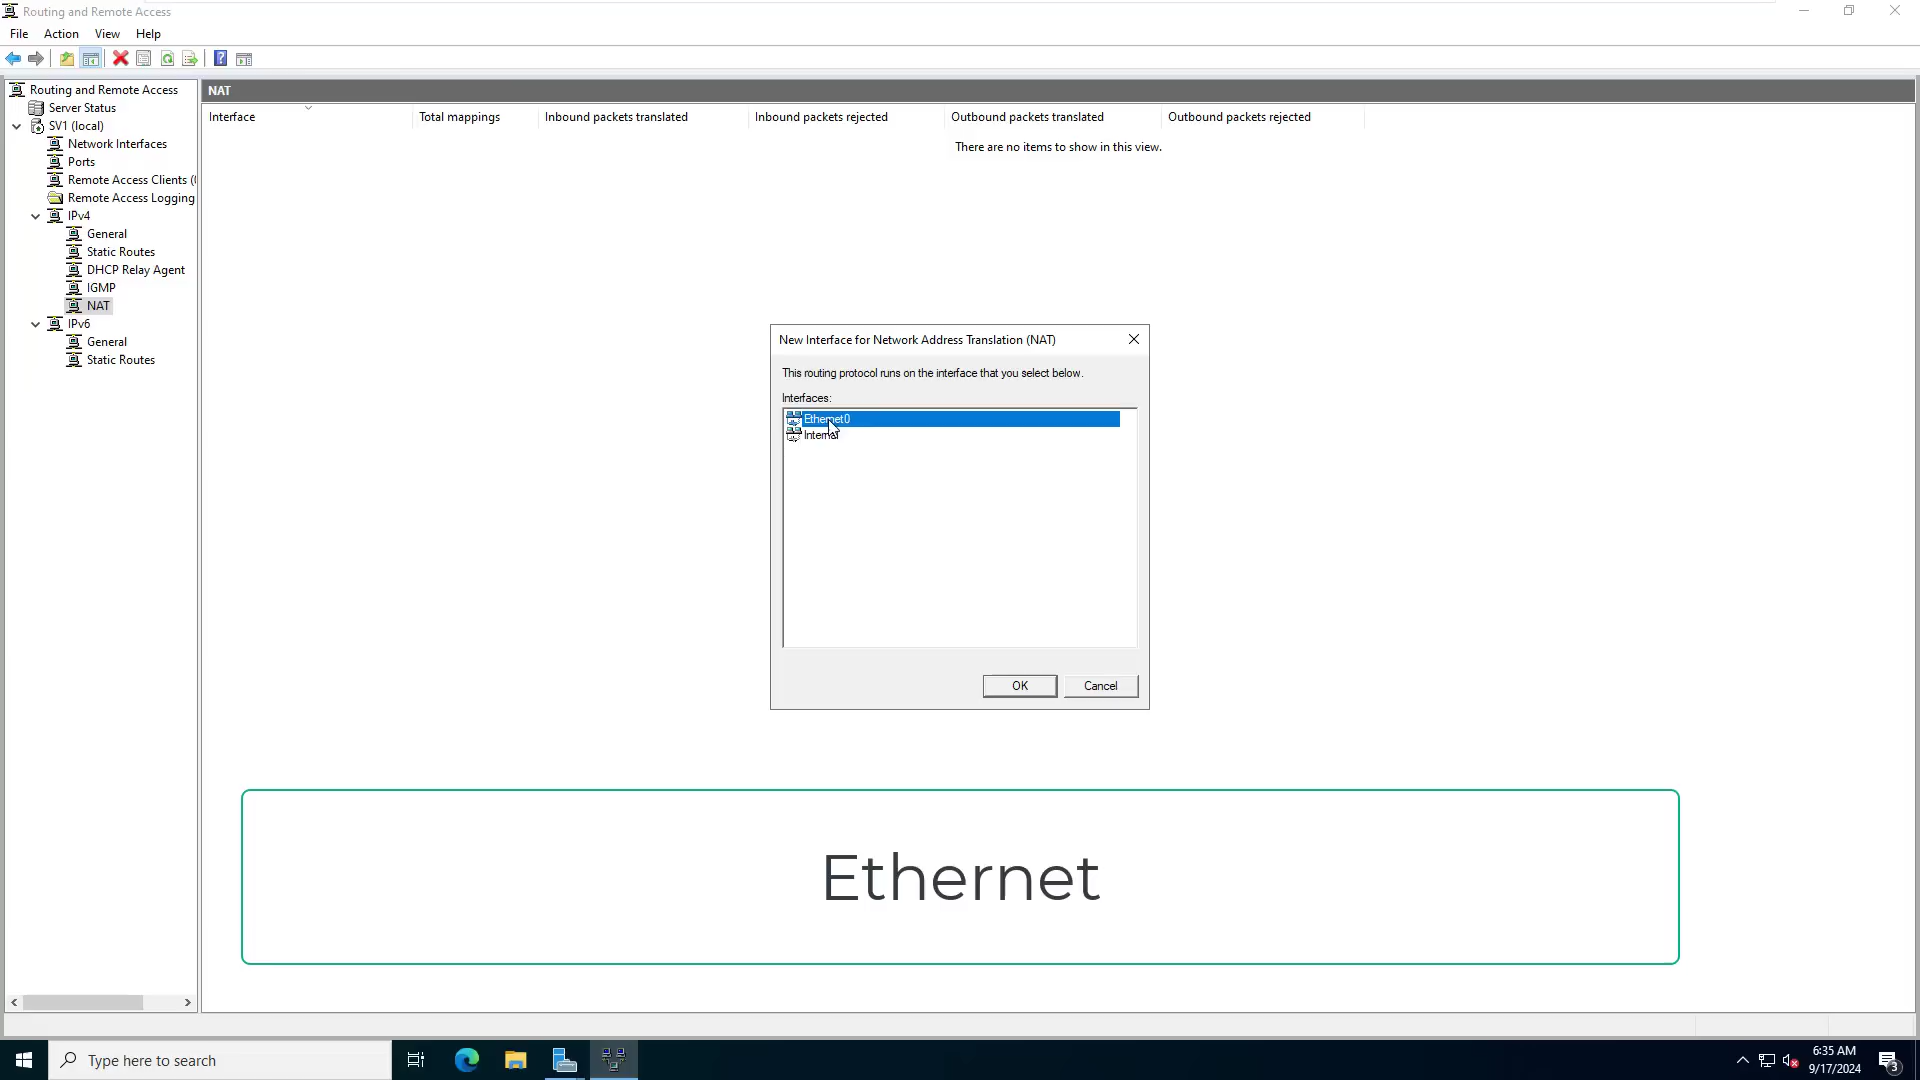 Routing and Remote Access
File Action View Help
Routing and Remote Access
Server Status
SV1 (local)
Network Interfaces
Ports
Remote Access Clients (
Remote Access Logging
IPv4
General
Static Routes
DHCP Relay Agent
IGMP
NAT
IPv6
General
Static Routes
NAT
Interface Total mappings Inbound packets translated Inbound packets rejected Outbound packets translated Outbound packets rejected
There are no items to show in this view.
New Interface for Network Address Translation (NAT)
This routing protocol runs on the interface that you select below.
Interfaces:
Ethernet0
Internal
OK Cancel
Ethernet
Type here to search
6:35 AM
9/17/2024
3